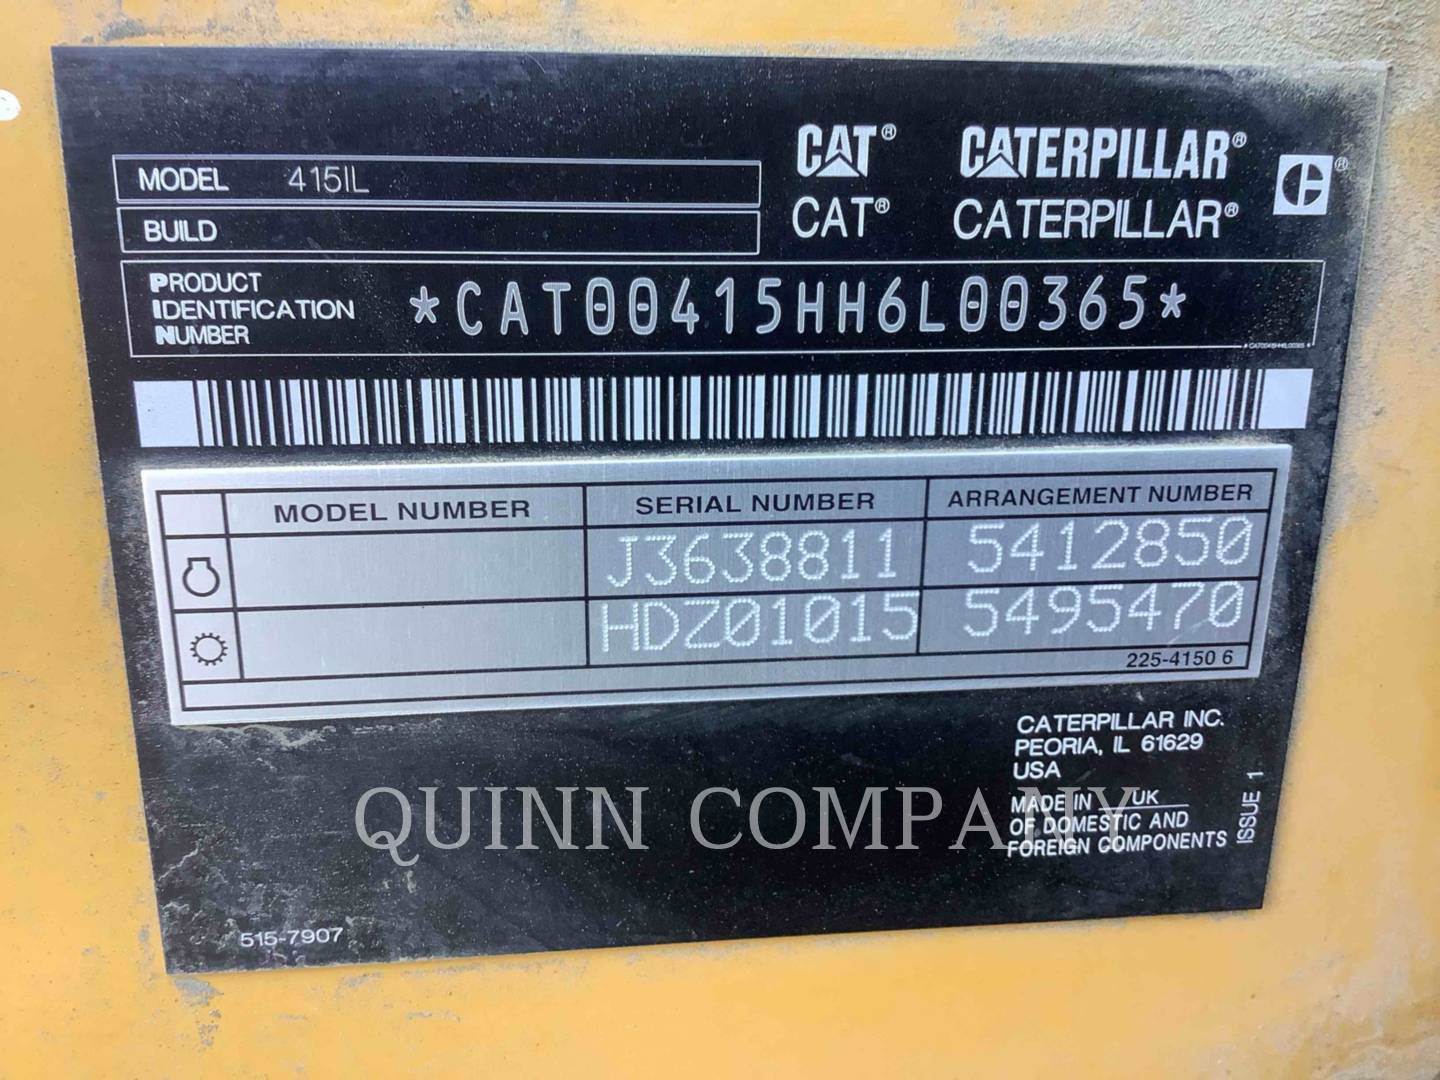 CAT® CATERPILLAR®
CAT® CATERPILLAR®
MODEL 415IL
BUILD
PRODUCT
IDENTIFICATION
NUMBER
*CAT00415HH6L00365*
*CAT00415HH6L00365*
MODEL NUMBER SERIAL NUMBER ARRANGEMENT NUMBER
J3638811 5412850
HDZ01015 5495470
225-4150 6
CATERPILLAR INC.
PEORIA, IL 61629
USA
MADE IN UK
OF DOMESTIC AND
FOREIGN COMPONENTS
ISSUE 1
QUINN COMPANY
515-7907